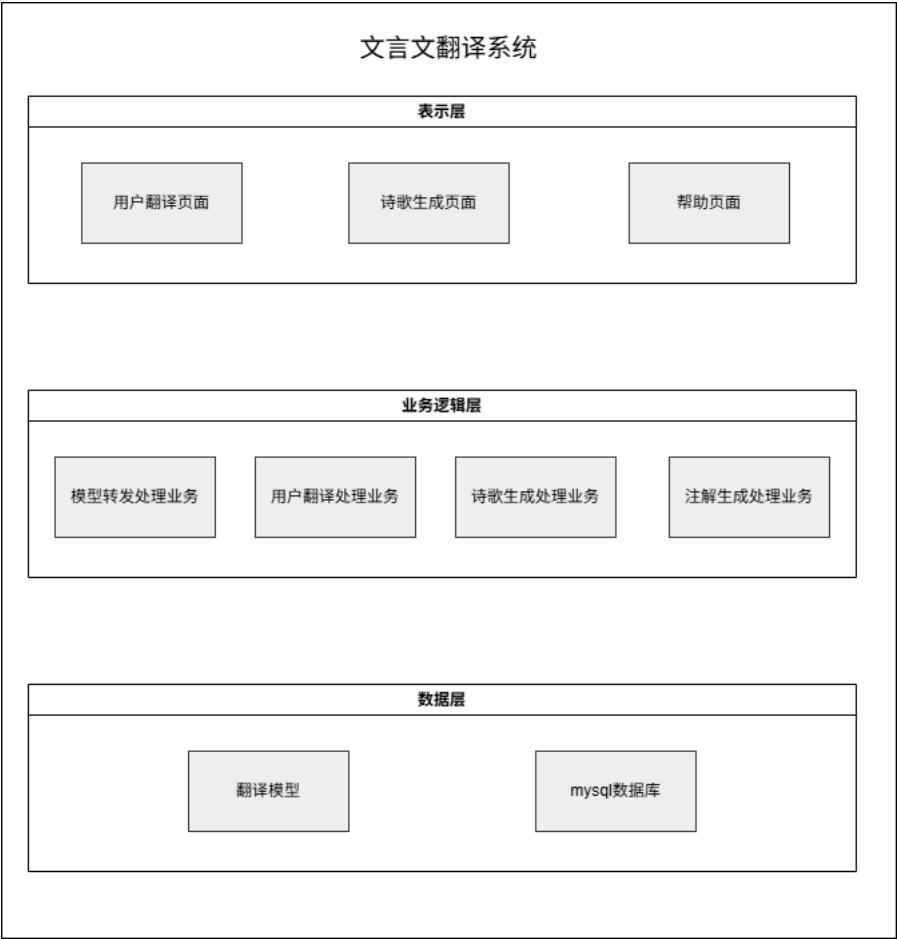 文言文翻译系统
表示层
用户翻译页面
诗歌生成页面
帮助页面
业务逻辑层
模型转发处理业务
用户翻译处理业务
诗歌生成处理业务
注解生成处理业务
数据层
翻译模型
mysql数据库